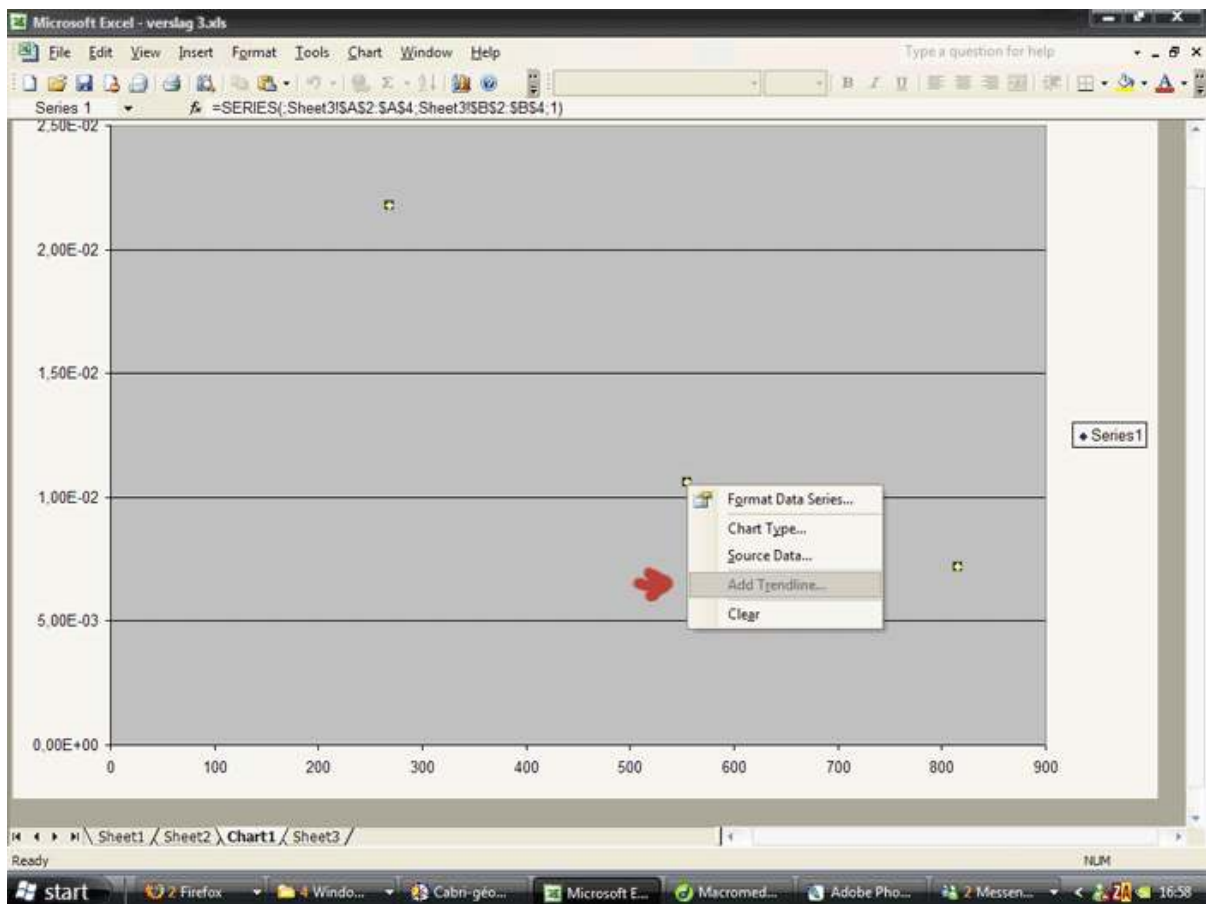 Microsoft Excel - verslag 3.xls
File Edit View Insert Format Tools Chart Window Help
Type a question for help
B I U
A
Series 1
fx =SERIES(;Sheet3!$A$2:$A$4;Sheet3!$B$2:$B$4;1)
2,50E-02
2,00E-02
1,50E-02
Series1
1,00E-02
Format Data Series...
Chart Type...
Source Data...
Add Trendline...
Clear
5,00E-03
0,00E+00
0 100 200 300 400 500 600 700 800 900
Sheet1 Sheet2 Chart1 Sheet3
Ready
NUM
start 2 Firefox 4 Windo... Cabri-géo... Microsoft E... Macromed... Adobe Pho... 2 Messen... 16:58